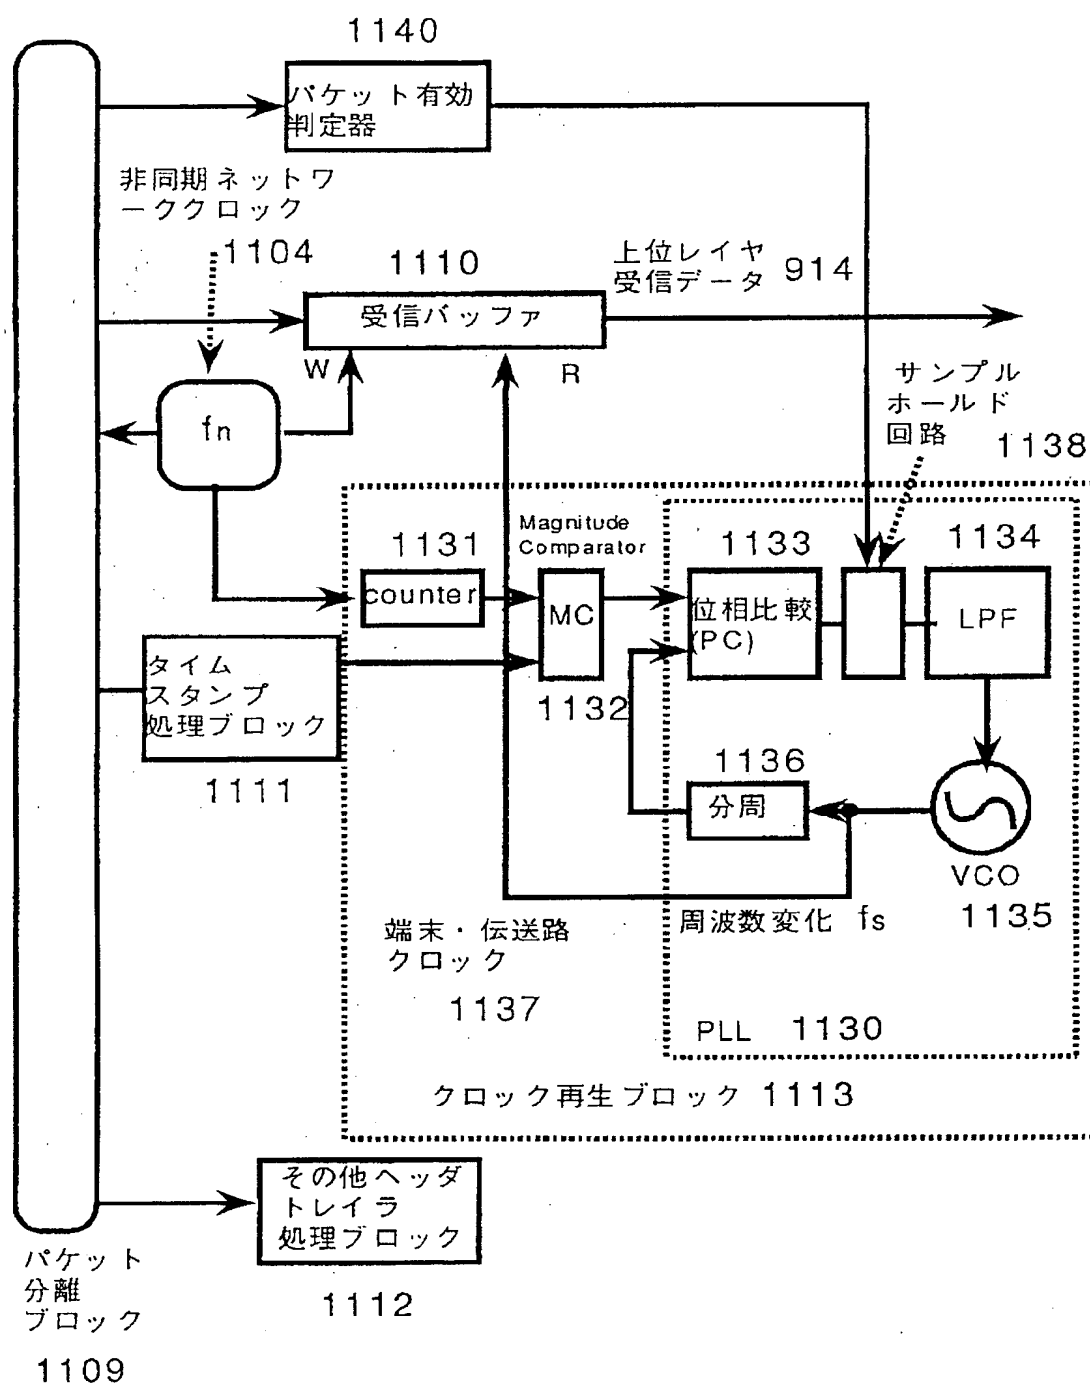 1140
パケット有効
判定器
非同期ネットワ
ーククロック
1104
1110
上位レイヤ
受信データ 914
受信バッファ
W
R
fn
サンプル
ホールド
回路
1138
Magnitude
Comparator
1131
1133
1134
counter
MC
位相比較
(PC)
LPF
1132
タイム
スタンプ
処理ブロック
1111
1136
分周
VCO
1135
周波数変化 fs
端末・伝送路
クロック
1137
PLL 1130
クロック再生ブロック 1113
その他ヘッダ
トレイラ
処理ブロック
1112
パケット
分離
ブロック
1109